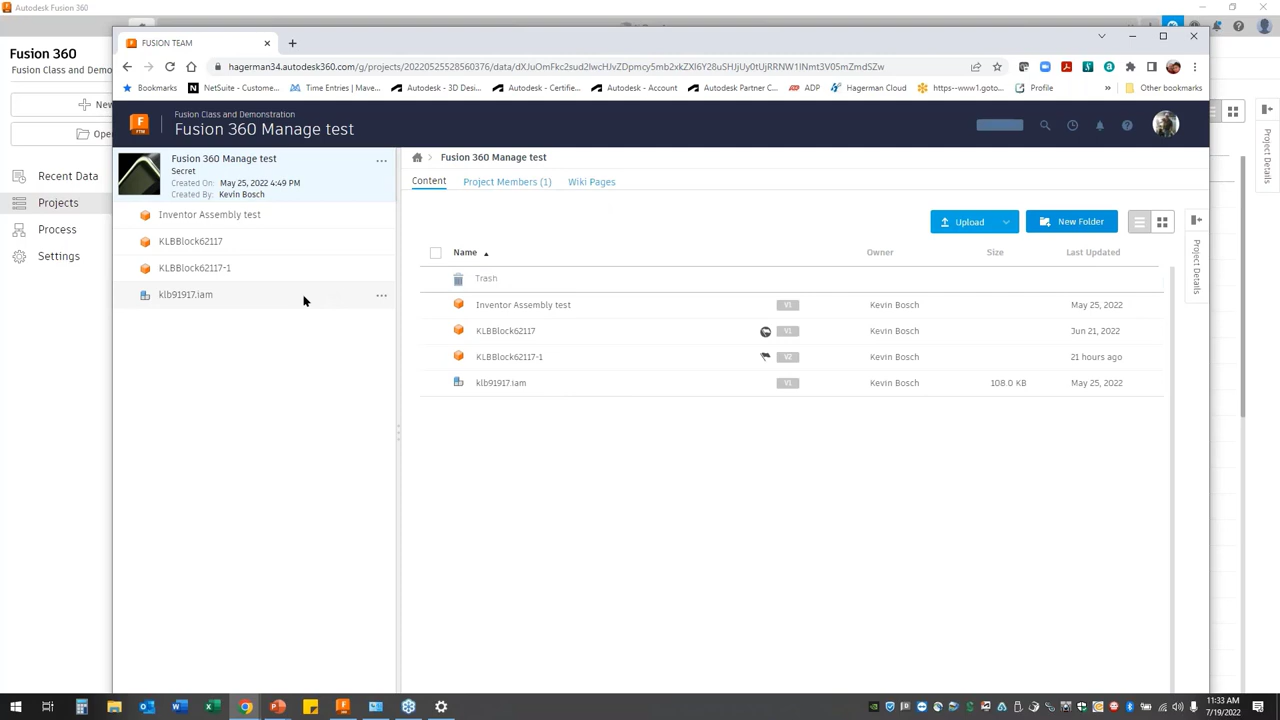 Autodesk Fusion 360
FUSION TEAM
hagerman34.autodesk360.com/g/projects/20220525528560376/data/dXJuOmFkc2sud2lwcHJvZDpmcy5mb2xkZXI6Y28uSHJjUy0tUjRRNW1INmt3V05mZmdSZw
Bookmarks
NetSuite - Custome...
Time Entries | Mave...
Autodesk - 3D Desi...
Autodesk - Certifie...
Autodesk - Account
Autodesk Partner C...
ADP
Hagerman Cloud
https--www1.goto...
Profile
»
Other bookmarks
Fusion 360
Fusion Class and Demo
New
Open
Recent Data
Projects
Process
Settings
FTM
Fusion Class and Demonstration
Fusion 360 Manage test
Fusion 360 Manage test
Secret
Created On: May 25, 2022 4:49 PM
Created By: Kevin Bosch
Inventor Assembly test
KLBBlock62117
KLBBlock62117-1
klb91917.iam
Fusion 360 Manage test
Content Project Members (1) Wiki Pages
Upload New Folder
Name Owner Size Last Updated
Trash
Inventor Assembly test V1 Kevin Bosch May 25, 2022
KLBBlock62117 V1 Kevin Bosch Jun 21, 2022
KLBBlock62117-1 V2 Kevin Bosch 21 hours ago
klb91917.iam V1 Kevin Bosch 108.0 KB May 25, 2022
Project Details
Project Details
11:33 AM
7/19/2022